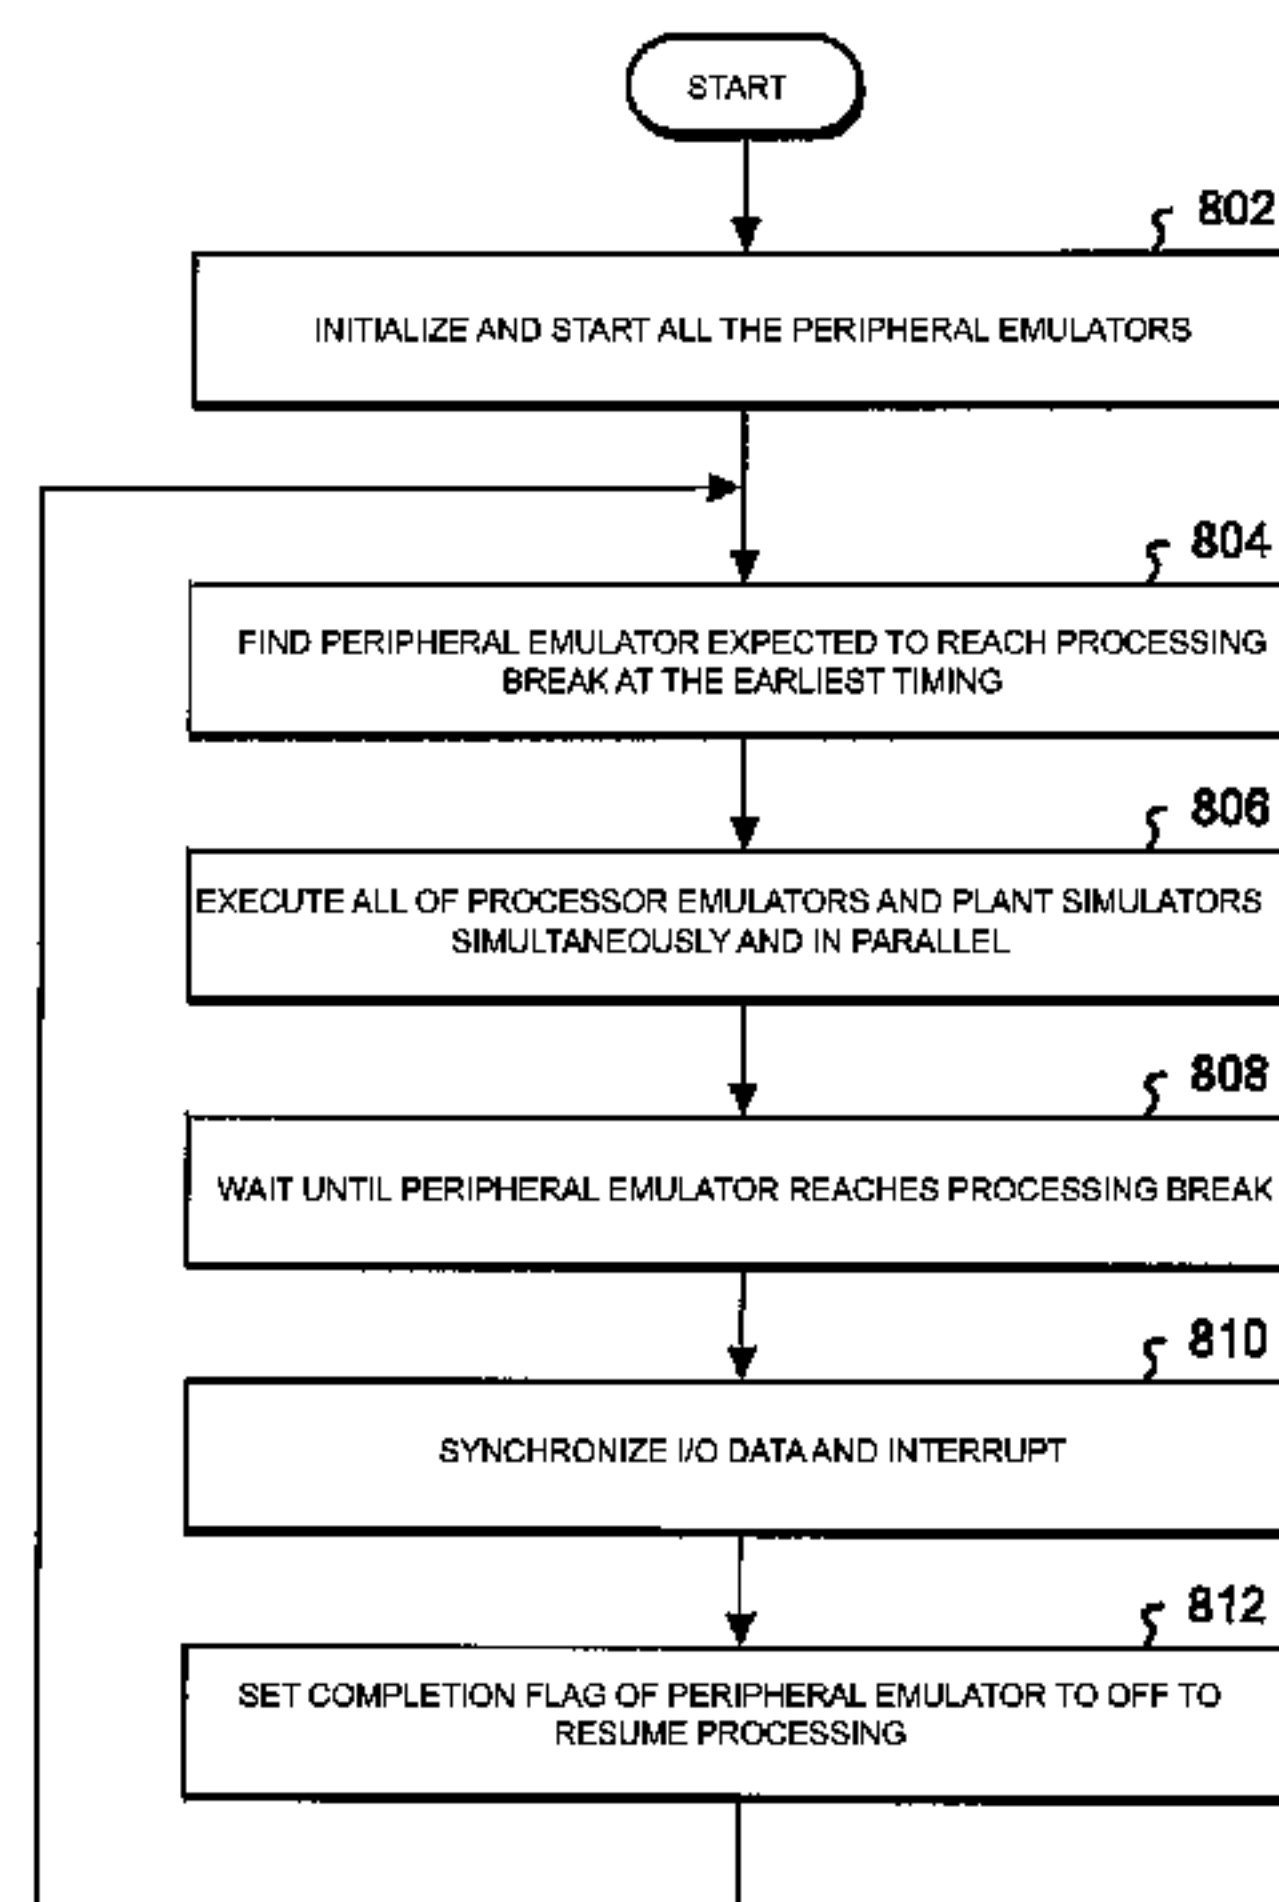 START
802
INITIALIZE AND START ALL THE PERIPHERAL EMULATORS
804
FIND PERIPHERAL EMULATOR EXPECTED TO REACH PROCESSING
BREAK AT THE EARLIEST TIMING
806
EXECUTE ALL OF PROCESSOR EMULATORS AND PLANT SIMULATORS
SIMULTANEOUSLY AND IN PARALLEL
808
WAIT UNTIL PERIPHERAL EMULATOR REACHES PROCESSING BREAK
810
SYNCHRONIZE I/O DATA AND INTERRUPT
812
SET COMPLETION FLAG OF PERIPHERAL EMULATOR TO OFF TO
RESUME PROCESSING